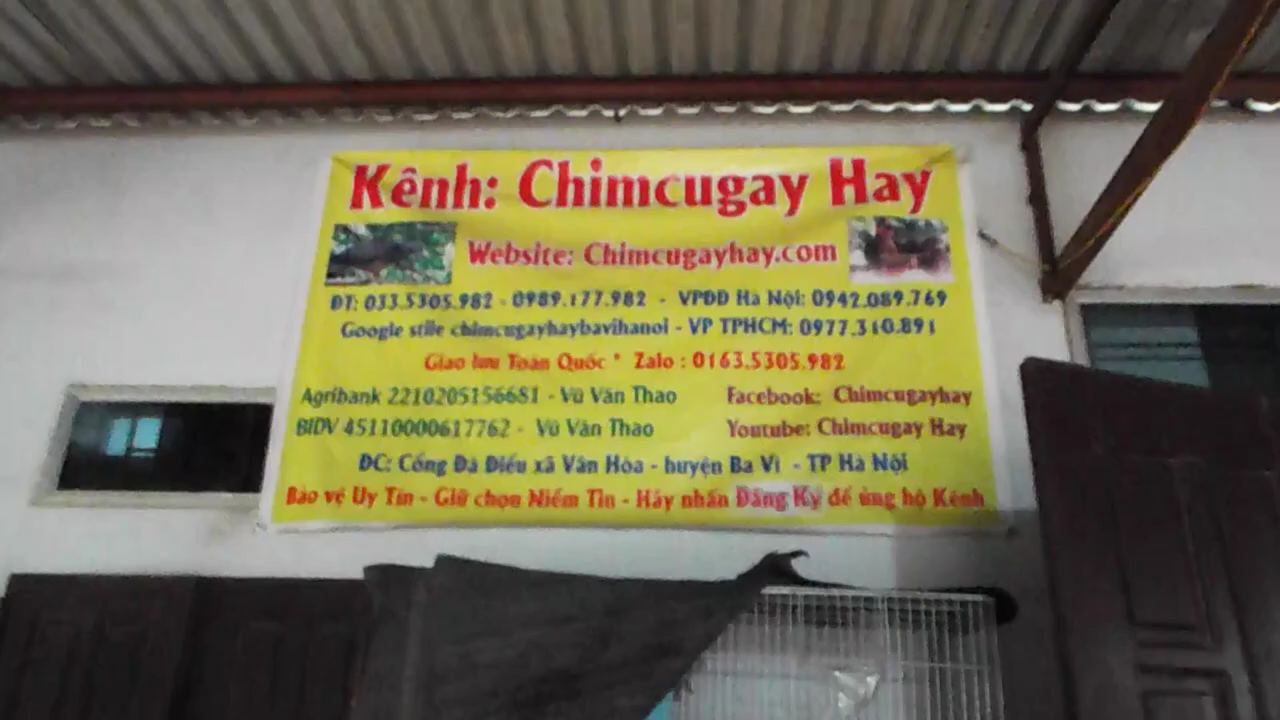 Kênh: Chimcugay Hay
Website: Chimcugayhay.com
ĐT: 033.5305.982 - 0989.177.982 - VPĐD Hà Nội: 0942.089.769
Google stile chimcugayhaybavihanoi - VP TPHCM: 0977.310.891
Giao lưu Toàn Quốc * Zalo : 0163.5305.982
Agribank 2210205156681 - Vũ Văn Thao Facebook: Chimcugayhay
BIDV 45110000617762 - Vũ Văn Thao Youtube: Chimcugay Hay
ĐC: Cổng Đà Điểu xã Vân Hòa - huyện Ba Vì - TP Hà Nội
Bảo vệ Uy Tín - Giữ chọn Niềm Tin - Hãy nhấn Đăng Ký để ủng hộ Kênh